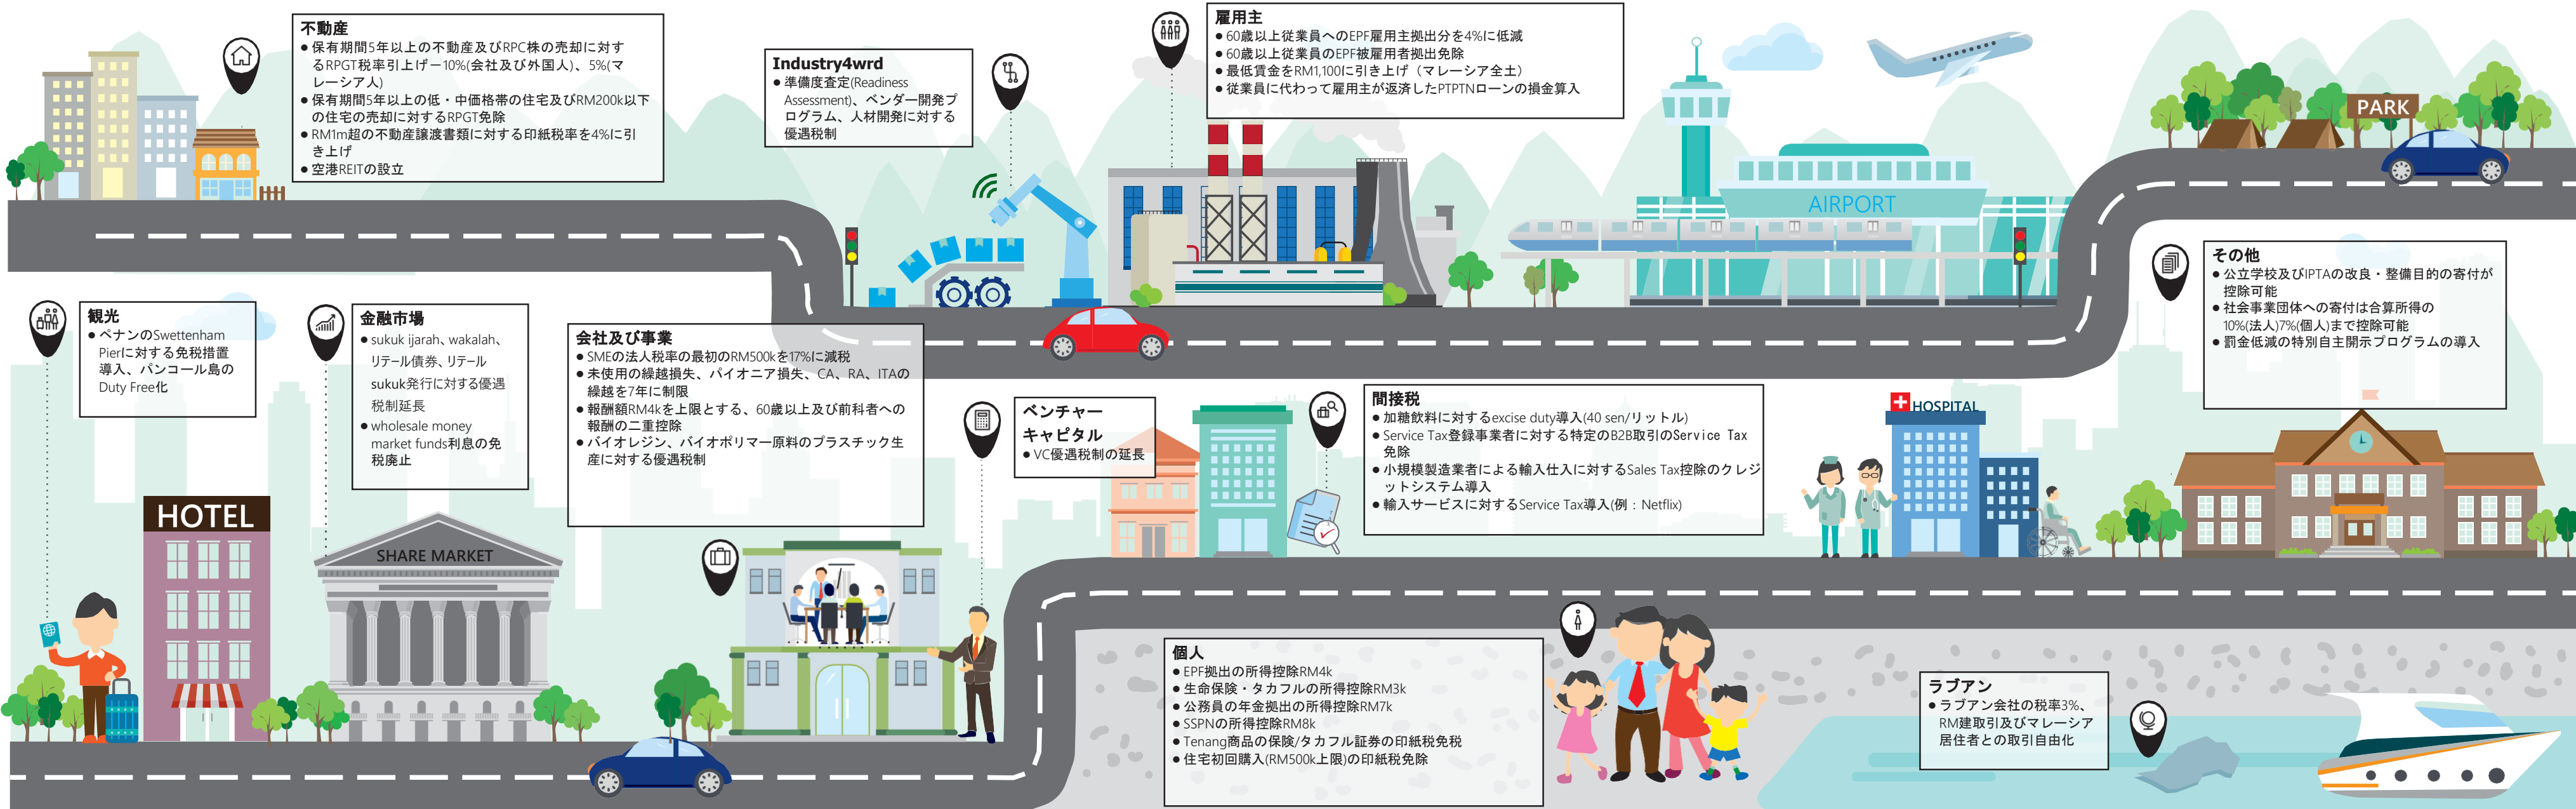 不動産
● 保有期間5年以上の不動産及びRPC株の売却に対す
るRPGT税率引上げ－10%(会社及び外国人)、5%(マ
レーシア人)
● 保有期間5年以上の低・中価格帯の住宅及びRM200k以下
の住宅の売却に対するRPGT免除
● RM1m超の不動産譲渡書類に対する印紙税率を4%に引
き上げ
● 空港REITの設立
Industry4wrd
● 準備度査定(Readiness
Assessment)、ベンダー開発プ
ログラム、人材開発に対する
優遇税制
雇用主
● 60歳以上従業員へのEPF雇用主拠出分を4%に低減
● 60歳以上従業員のEPF被雇用者拠出免除
● 最低賃金をRM1,100に引き上げ（マレーシア全土）
● 従業員に代わって雇用主が返済したPTPTNローンの損金算入
AIRPORT
PARK
その他
● 公立学校及びIPTAの改良・整備目的の寄付が
控除可能
● 社会事業団体への寄付は合算所得の
10%(法人)7%(個人)まで控除可能
● 罰金低減の特別自主開示プログラムの導入
観光
● ペナンのSwettenham
Pierに対する免税措置
導入、パンコール島の
Duty Free化
金融市場
● sukuk ijarah、wakalah、
リテール債券、リテール
sukuk発行に対する優遇
税制延長
● wholesale money
market funds利息の免
税廃止
会社及び事業
● SMEの法人税率の最初のRM500kを17%に減税
● 未使用の繰越損失、パイオニア損失、CA、RA、ITAの
繰越を7年に制限
● 報酬額RM4kを上限とする、60歳以上及び前科者への
報酬の二重控除
● バイオレジン、バイオポリマー原料のプラスチック生
産に対する優遇税制
ベンチャー
キャピタル
● VC優遇税制の延長
間接税
● 加糖飲料に対するexcise duty導入(40 sen/リットル)
● Service Tax登録事業者に対する特定のB2B取引のService Tax
免除
● 小規模製造業者による輸入仕入に対するSales Tax控除のクレジ
ットシステム導入
● 輸入サービスに対するService Tax導入(例：Netflix)
HOSPITAL
HOTEL
SHARE MARKET
個人
● EPF拠出の所得控除RM4k
● 生命保険・タカフルの所得控除RM3k
● 公務員の年金拠出の所得控除RM7k
● SSPNの所得控除RM8k
● Tenang商品の保険/タカフル証券の印紙税免税
● 住宅初回購入(RM500k上限)の印紙税免除
ラブアン
● ラブアン会社の税率3%、
RM建取引及びマレーシア
居住者との取引自由化